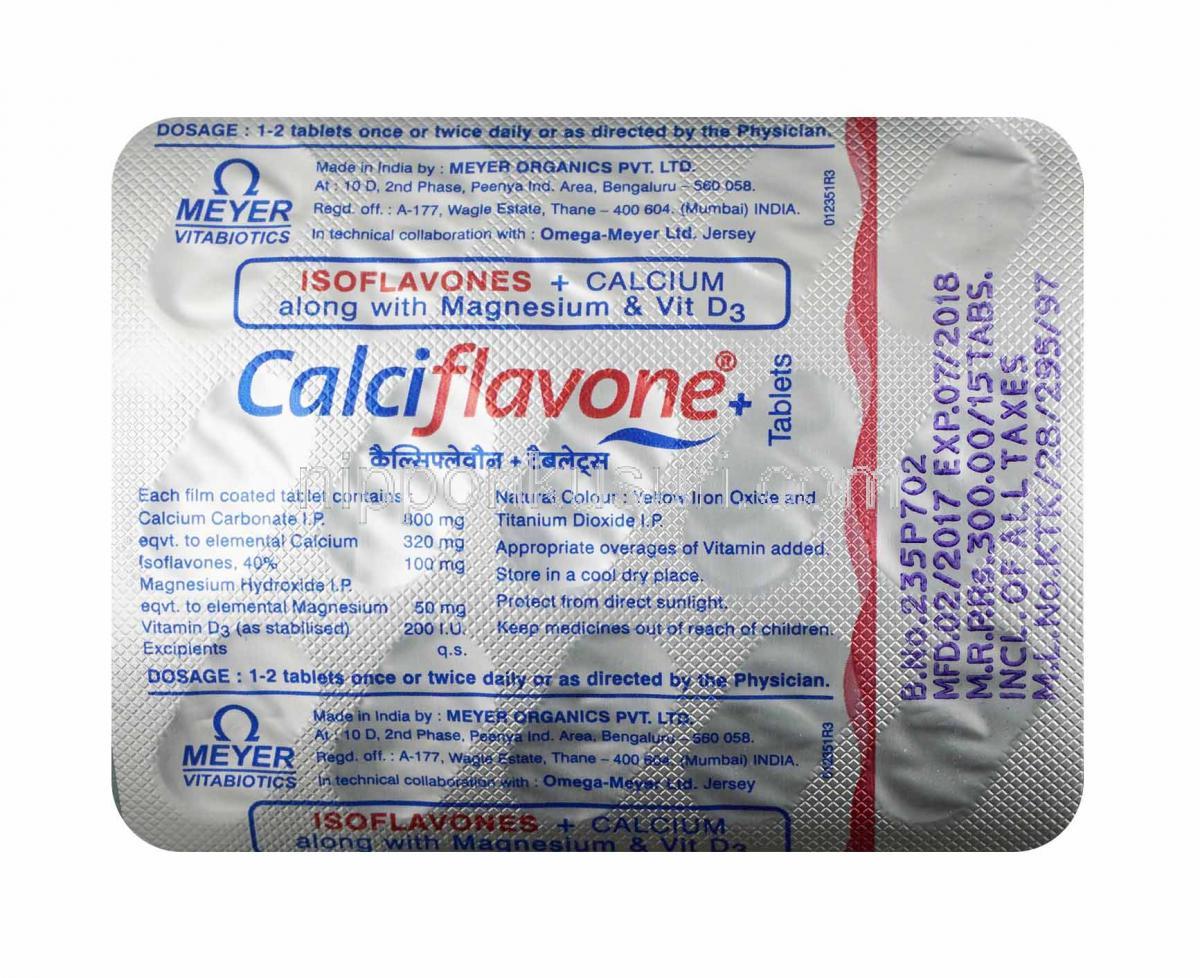 DOSAGE : 1-2 tablets once or twice daily or as directed by the Physician.
Ω
MEYER
VITABIOTICS
Made in India by : MEYER ORGANICS PVT. LTD.
At : 10 D, 2nd Phase, Peenya Ind. Area, Bengaluru – 560 058.
Regd. off. : A-177, Wagle Estate, Thane – 400 604. (Mumbai) INDIA.
In technical collaboration with : Omega-Meyer Ltd. Jersey
012351R3
ISOFLAVONES + CALCIUM
along with Magnesium & Vit D3
Calciflavone®+
Tablets
कैल्सिफ्लेवौन + टैबलेट्स
nipponkusuri.com
Each film coated tablet contains
Calcium Carbonate I.P. 800 mg
eqvt. to elemental Calcium 320 mg
Isoflavones, 40% 100 mg
Magnesium Hydroxide I.P.
eqvt. to elemental Magnesium 50 mg
Vitamin D3 (as stabilised) 200 I.U.
Excipients q.s.
Natural Colour : Yellow Iron Oxide and
Titanium Dioxide I.P.
Appropriate overages of Vitamin added.
Store in a cool dry place.
Protect from direct sunlight.
Keep medicines out of reach of children.
DOSAGE : 1-2 tablets once or twice daily or as directed by the Physician.
Ω
MEYER
VITABIOTICS
Made in India by : MEYER ORGANICS PVT. LTD.
At : 10 D, 2nd Phase, Peenya Ind. Area, Bengaluru – 560 058.
Regd. off. : A-177, Wagle Estate, Thane – 400 604. (Mumbai) INDIA.
In technical collaboration with : Omega-Meyer Ltd. Jersey
012351R3
ISOFLAVONES + CALCIUM
along with Magnesium & Vit D3
B.No.235P702
MFD.02/2017 EXP.07/2018
M.R.PRs.300.00/15TABS.
INCL.OF ALL TAXES
M.L.No.KTK/28/295/97